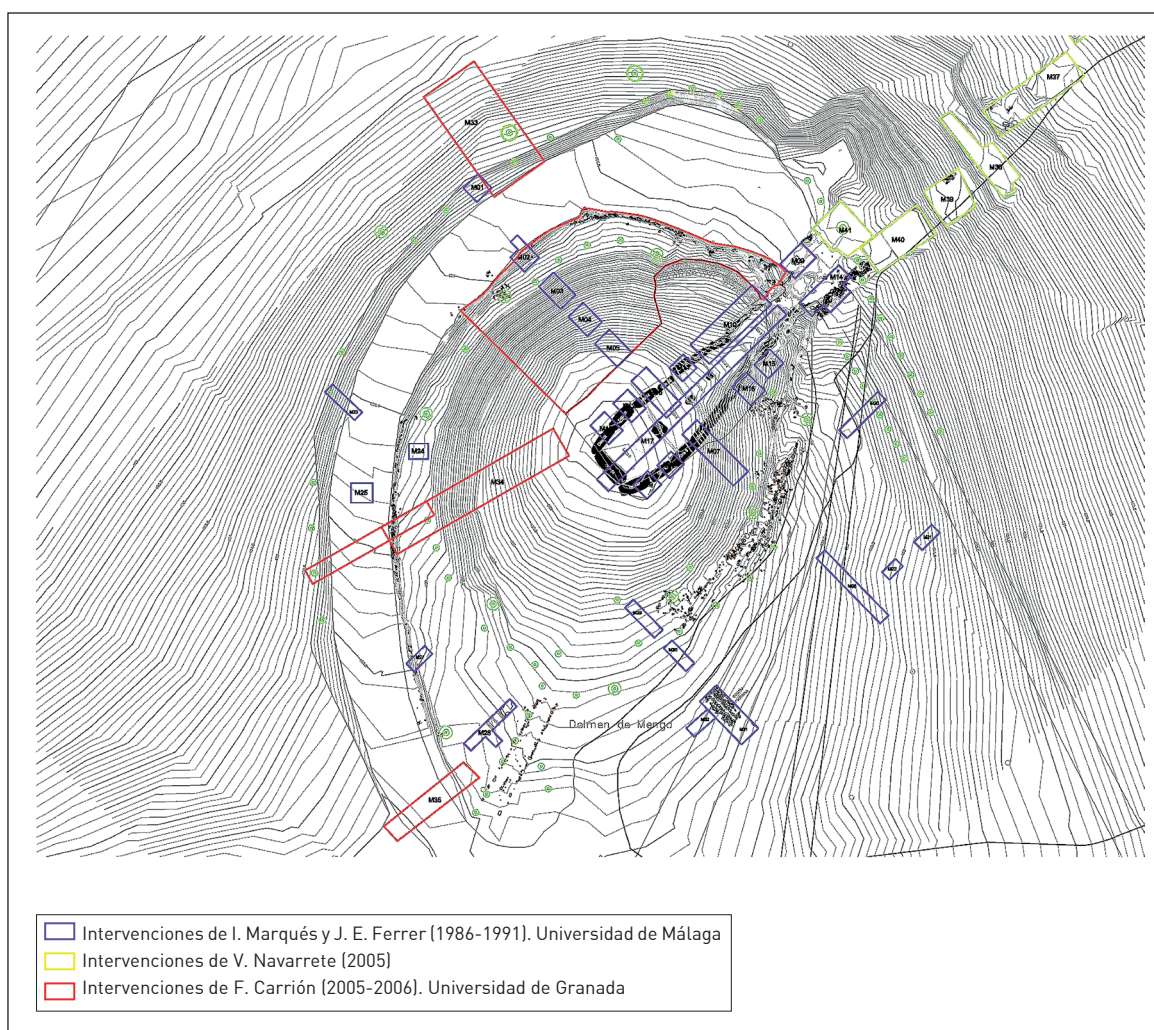 M37
M33
M38
M01
M39
M41
M40
M02
M09
M14
M03
M04
M10
M05
M15
M16
M17
M07
M24
M34
M25
M35
M28
Dolmen de Menga
Intervenciones de I. Marqués y J. E. Ferrer (1986-1991). Universidad de Málaga
Intervenciones de V. Navarrete (2005)
Intervenciones de F. Carrión (2005-2006). Universidad de Granada